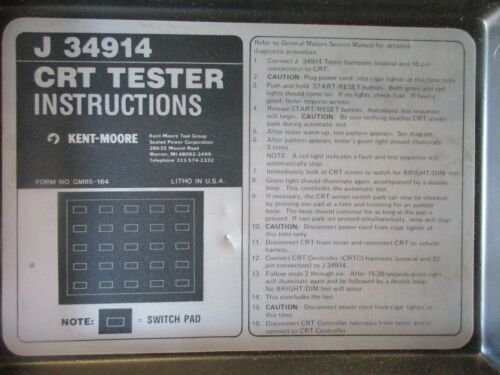 J 34914
CRT TESTER
INSTRUCTIONS
KENT-MOORE
Kent-Moore Tool Group
Sealed Power Corporation
28635 Mound Road
Warren, MI 48092-3499
Telephone 313-574-2332
FORM NO GM85-164
LITHO IN U.S.A.
NOTE: = SWITCH PAD
Refer to General Motors Service Manual for detailed
diagnostic procedure
1. Connect J 34914 Tester harnesses (coaxial and 16 pin
connectors) to CRT.
2. CAUTION: Plug power cord, into cigar lighter at this time only.
3. Push and hold START/RESET button. Both green and red
lights should come on. If no lights, check fuse. If fuse is
good, tester requires service.
4. Release START/RESET button. Automatic test sequence
will begin. CAUTION: Be sure nothing touches CRT screen
pads during automatic test.
5. After tester warm-up, test pattern appears. See diagram.
6. After pattern appears, tester's green light should illuminate
3 times.
NOTE: A red light indicates a fault and test sequence will
automatically stop.
7. Immediately look at CRT screen to watch for BRIGHT/DIM test
8. Green light should illuminate again accompanied by a double
beep. This concludes the automatic test.
9. If necessary, the CRT screen switch pads can now be checked
by pressing one pad at a time and listening for an audible
beep. The beep should continue for as long as the pad is
pressed. If two pads are pressed simultaneously, beep will stop.
10. CAUTION: Disconnect power cord from cigar lighter at
this time only.
11. Disconnect CRT from tester and reconnect CRT to vehicle
harness.
12. Connect CRT Controller (CRTC) harnesses (coaxial and 32
pin connectors) to J 34914.
13. Follow steps 2 through six. After 15-20 seconds green light
will illuminate again and be followed by a double beep.
No BRIGHT/DIM test will occur.
14. This concludes the test
15. CAUTION: Disconnect power cord from cigar lighter at
this time.
16. Disconnect CRT Controller harnesses from tester and re-
connect to CRT Controller.